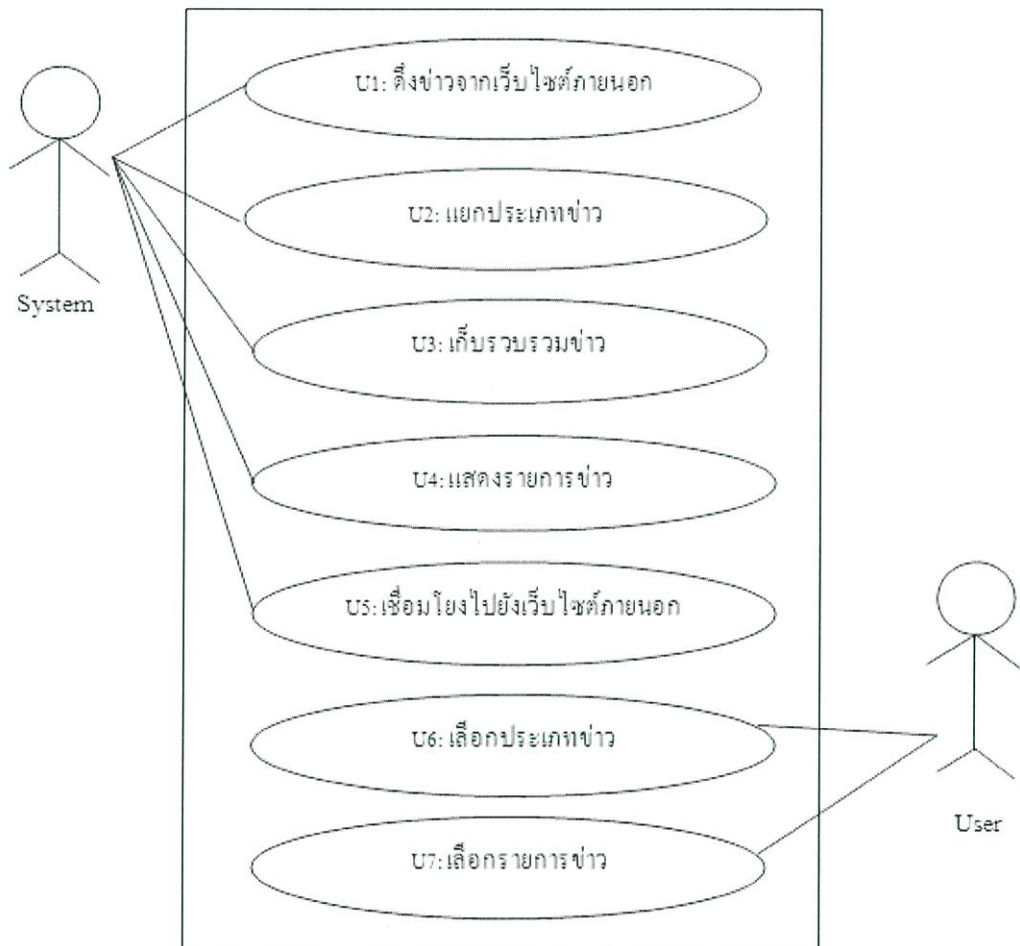 U1: ดึงข่าวจากเว็บไซต์ภายนอก
U2: แยกประเภทข่าว
System
U3: เก็บรวบรวมข่าว
U4: แสดงรายการข่าว
U5: เชื่อมโยงไปยังเว็บไซต์ภายนอก
U6: เลือกประเภทข่าว
User
U7: เลือกรายการข่าว